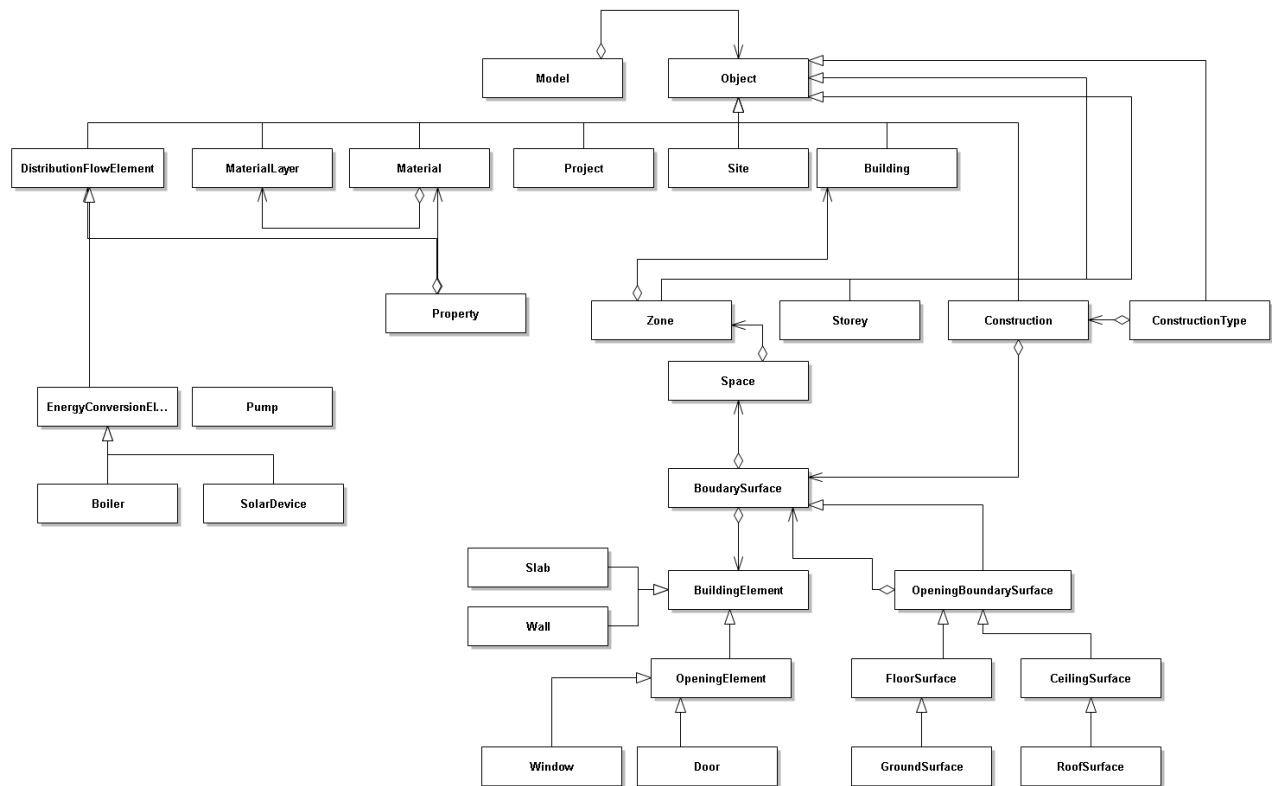 Model
Object
DistributionFlowElement
MaterialLayer
Material
Project
Site
Building
Property
Zone
Storey
Construction
ConstructionType
Space
EnergyConversionEl...
Pump
Boiler
SolarDevice
BoudarySurface
Slab
BuildingElement
OpeningBoundarySurface
Wall
OpeningElement
FloorSurface
CeilingSurface
Window
Door
GroundSurface
RoofSurface